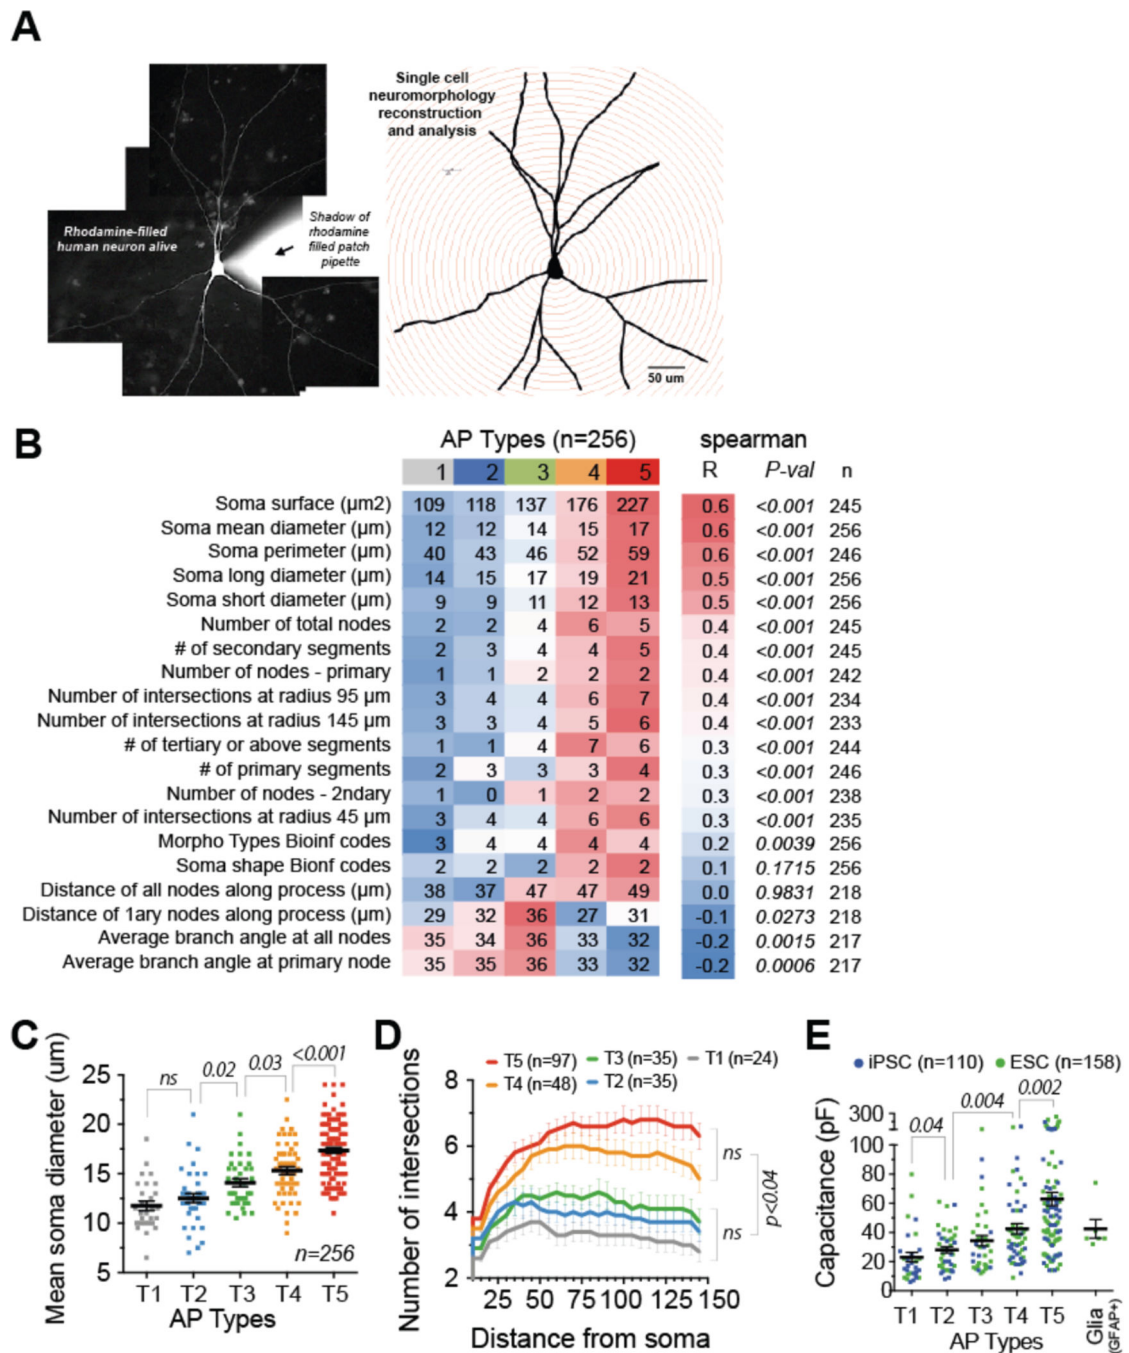 A
Rhodamine-filled
human neuron alive
Shadow of
rhodamine
filled patch
pipette
Single cell
neuromorphology
reconstruction
and analysis
50 um
B
AP Types (n=256) spearman
1 2 3 4 5 R P-val n
Soma surface (µm2) 109 118 137 176 227 0.6 <0.001 245
Soma mean diameter (µm) 12 12 14 15 17 0.6 <0.001 256
Soma perimeter (µm) 40 43 46 52 59 0.6 <0.001 246
Soma long diameter (µm) 14 15 17 19 21 0.5 <0.001 256
Soma short diameter (µm) 9 9 11 12 13 0.5 <0.001 256
Number of total nodes 2 2 4 6 5 0.4 <0.001 245
# of secondary segments 2 3 4 4 5 0.4 <0.001 245
Number of nodes - primary 1 1 2 2 2 0.4 <0.001 242
Number of intersections at radius 95 µm 3 4 4 6 7 0.4 <0.001 234
Number of intersections at radius 145 µm 3 3 4 5 6 0.4 <0.001 233
# of tertiary or above segments 1 1 4 7 6 0.3 <0.001 244
# of primary segments 2 3 3 3 4 0.3 <0.001 246
Number of nodes - 2ndary 1 0 1 2 2 0.3 <0.001 238
Number of intersections at radius 45 µm 3 4 4 6 6 0.3 <0.001 235
Morpho Types Bioinf codes 3 4 4 4 4 0.2 0.0039 256
Soma shape Bionf codes 2 2 2 2 2 0.1 0.1715 256
Distance of all nodes along process (µm) 38 37 47 47 49 0.0 0.9831 218
Distance of 1ary nodes along process (µm) 29 32 36 27 31 -0.1 0.0273 218
Average branch angle at all nodes 35 34 36 33 32 -0.2 0.0015 217
Average branch angle at primary node 35 35 36 33 32 -0.2 0.0006 217
C
Mean soma diameter (um)
25
20
15
10
5
ns 0.02 0.03 <0.001
n=256
T1 T2 T3 T4 T5
AP Types
D
Number of intersections
T5 (n=97) T3 (n=35) T1 (n=24)
T4 (n=48) T2 (n=35)
8
6
4
2
ns
ns
p<0.04
25 50 75 100 125 150
Distance from soma
E
iPSC (n=110) ESC (n=158)
Capacitance (pF)
300
100
80
60
40
20
0
0.04 0.004 0.002
T1 T2 T3 T4 T5
AP Types
Glia
(GFAP+)